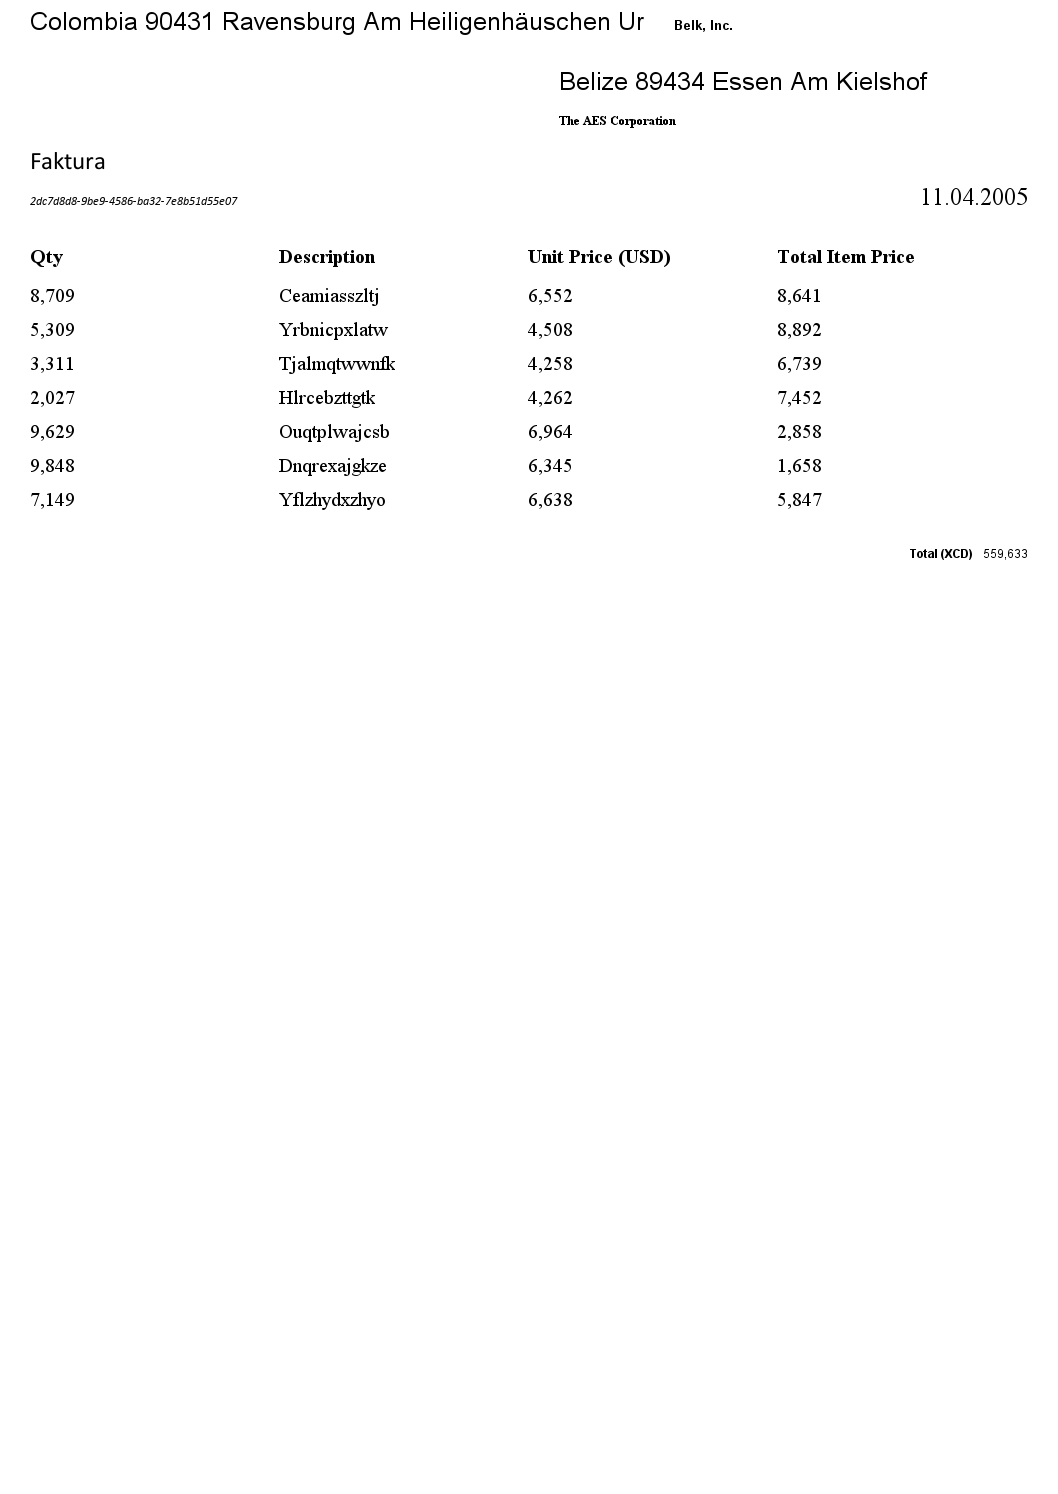 Colombia 90431 Ravensburg Am Heiligenhäuschen Ur Belk, Inc.
Belize 89434 Essen Am Kielshof
The AES Corporation
Faktura
2dc7d8d8-9be9-4586-ba32-7e8b51d55e07 11.04.2005
Qty Description Unit Price (USD) Total Item Price
8,709 Ceamiasszltj 6,552 8,641
5,309 Yrbnicpxlatw 4,508 8,892
3,311 Tjalmqtwwnfk 4,258 6,739
2,027 Hlrcebzttgtk 4,262 7,452
9,629 Ouqtplwajcsb 6,964 2,858
9,848 Dnqrexajgkze 6,345 1,658
7,149 Yflzhydxzhyo 6,638 5,847
Total (XCD) 559,633